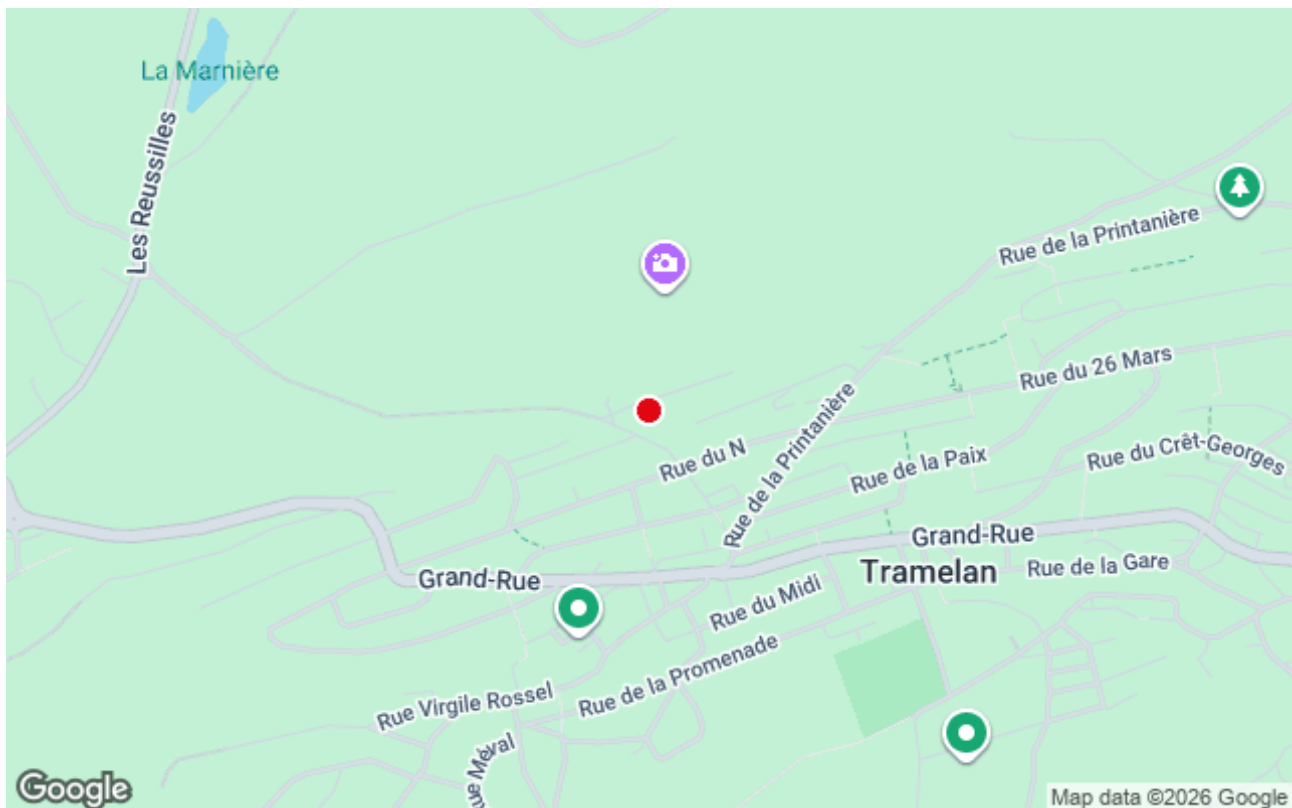 La Marnière
Les Reussilles
Rue de la Printanière
Rue du 26 Mars
Rue de la Printanière
Rue du N
Rue de la Paix
Rue du Crêt-Georges
Grand-Rue
Grand-Rue
Tramelan
Rue de la Gare
Rue du Midi
Rue de la Promenade
Rue Virgile Rossel
ue Méval
Google
Map data ©2026 Google